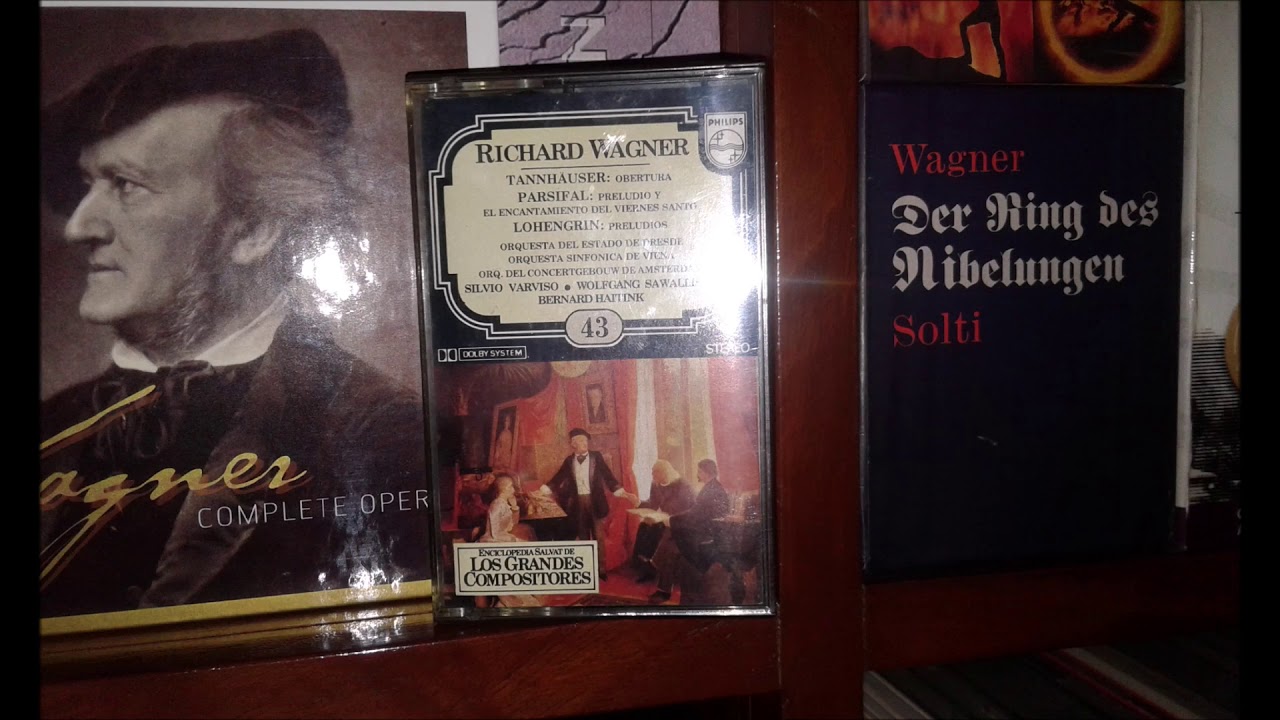 Wagner
COMPLETE OPER
Z
RICHARD WAGNER
PHILIPS
TANNHÄUSER: OBERTURA
PARSIFAL: PRELUDIO Y
EL ENCANTAMIENTO DEL VIERNES SANTO
LOHENGRIN: PRELUDIOS
ORQUESTA DEL ESTADO DE DRESDE
ORQUESTA SINFONICA DE VIENA
ORQ. DEL CONCERTGEBOUW DE AMSTERDA
SILVIO VARVISO • WOLFGANG SAWALLI
BERNARD HAITINK
43
DOLBY SYSTEM
STEREO
ENCICLOPEDIA SALVAT DE
LOS GRANDES
COMPOSITORES
Wagner
Der Ring des
Nibelungen
Solti